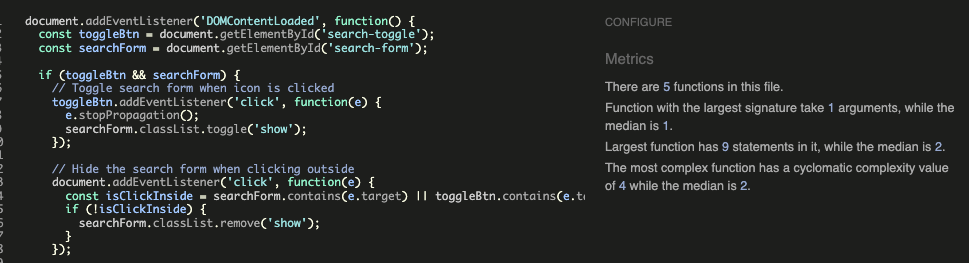 document.addEventListener('DOMContentLoaded', function() {
const toggleBtn = document.getElementById('search-toggle');
const searchForm = document.getElementById('search-form');
if (toggleBtn && searchForm) {
// Toggle search form when icon is clicked
toggleBtn.addEventListener('click', function(e) {
e.stopPropagation();
searchForm.classList.toggle('show');
});
// Hide the search form when clicking outside
document.addEventListener('click', function(e) {
const isClickInside = searchForm.contains(e.target) || toggleBtn.contains(e.t
if (!isClickInside) {
searchForm.classList.remove('show');
}
});
CONFIGURE
Metrics
There are 5 functions in this file.
Function with the largest signature take 1 arguments, while the
median is 1.
Largest function has 9 statements in it, while the median is 2.
The most complex function has a cyclomatic complexity value
of 4 while the median is 2.